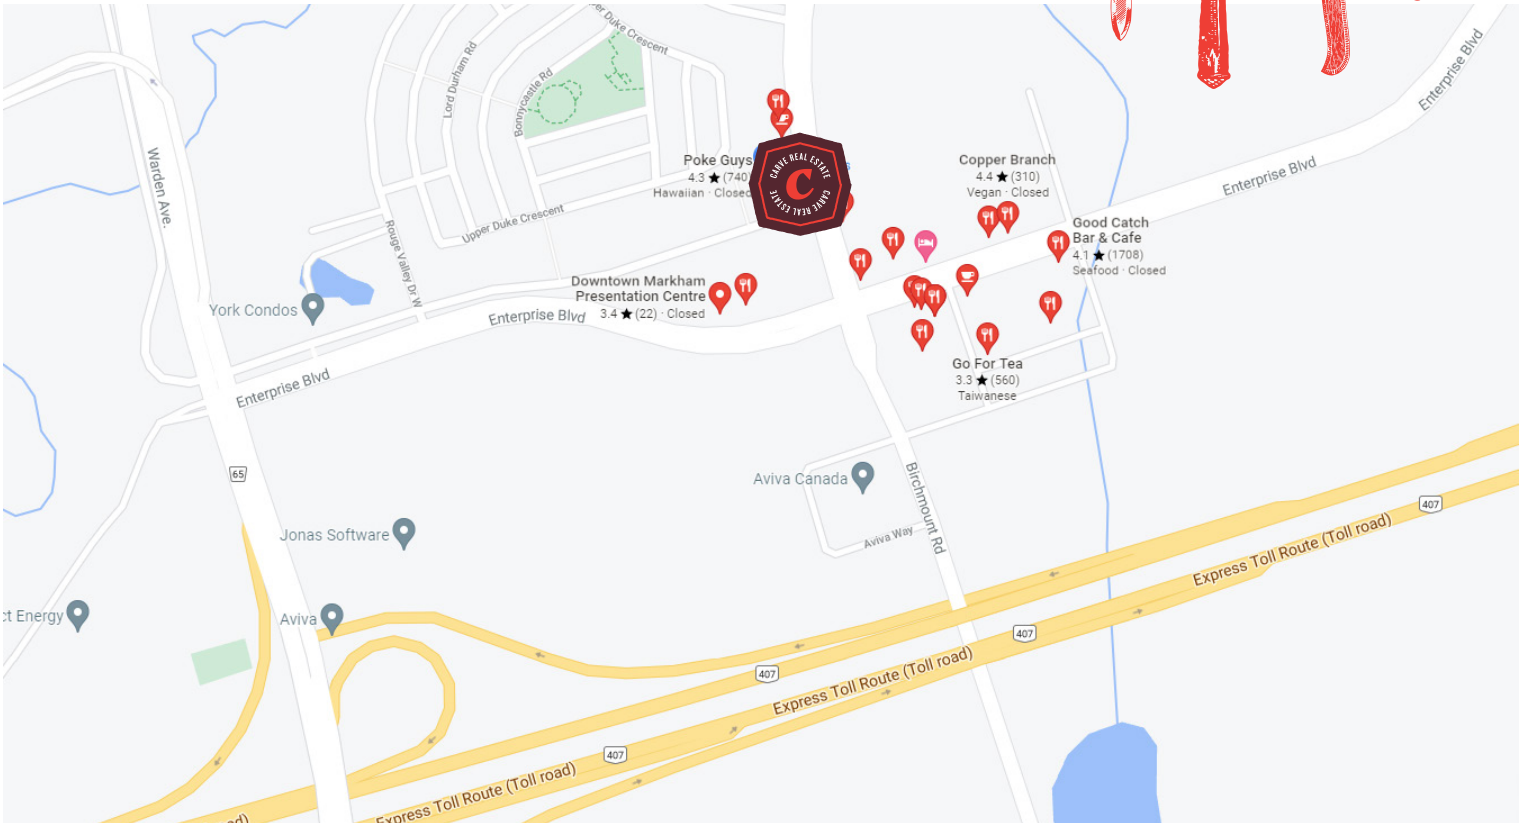 er Duke Crescent
Lord Durham Rd
Bonnycastle Rd
Enterprise Blvd
Warden Ave.
Poke Guys
4.3 ★ (740)
Hawaiian · Closed
CARVE REAL ESTATE
C
CARVE REAL ESTATE
s
Copper Branch
4.4 ★ (310)
Vegan · Closed
Enterprise Blvd
Upper Duke Crescent
Rouge Valley Dr W
Good Catch
Bar & Cafe
4.1 ★ (1708)
Seafood · Closed
Downtown Markham
Presentation Centre
3.4 ★ (22) · Closed
York Condos
Enterprise Blvd
Enterprise Blvd
Go For Tea
3.3 ★ (560)
Taiwanese
65
Aviva Canada
Birchmount Rd
Aviva Way
Jonas Software
407
Express Toll Route (Toll road)
ct Energy
Aviva
407
407
Express Toll Route (Toll road)
407
Express Toll Route (Toll road)
ad)